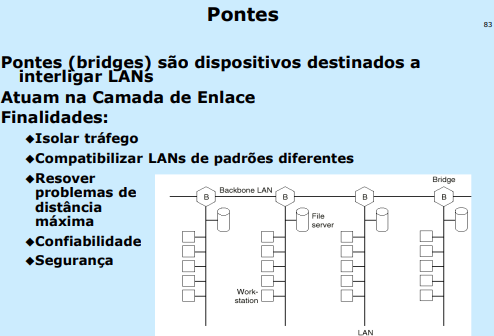 Pontes
83
Pontes (bridges) são dispositivos destinados a
interligar LANs
Atuam na Camada de Enlace
Finalidades:
◆Isolar tráfego
◆Compatibilizar LANs de padrões diferentes
◆Resover
problemas de
distância
máxima
◆Confiabilidade
◆Segurança
Bridge
Backbone LAN
B B B B
File
server
Work-
station
LAN